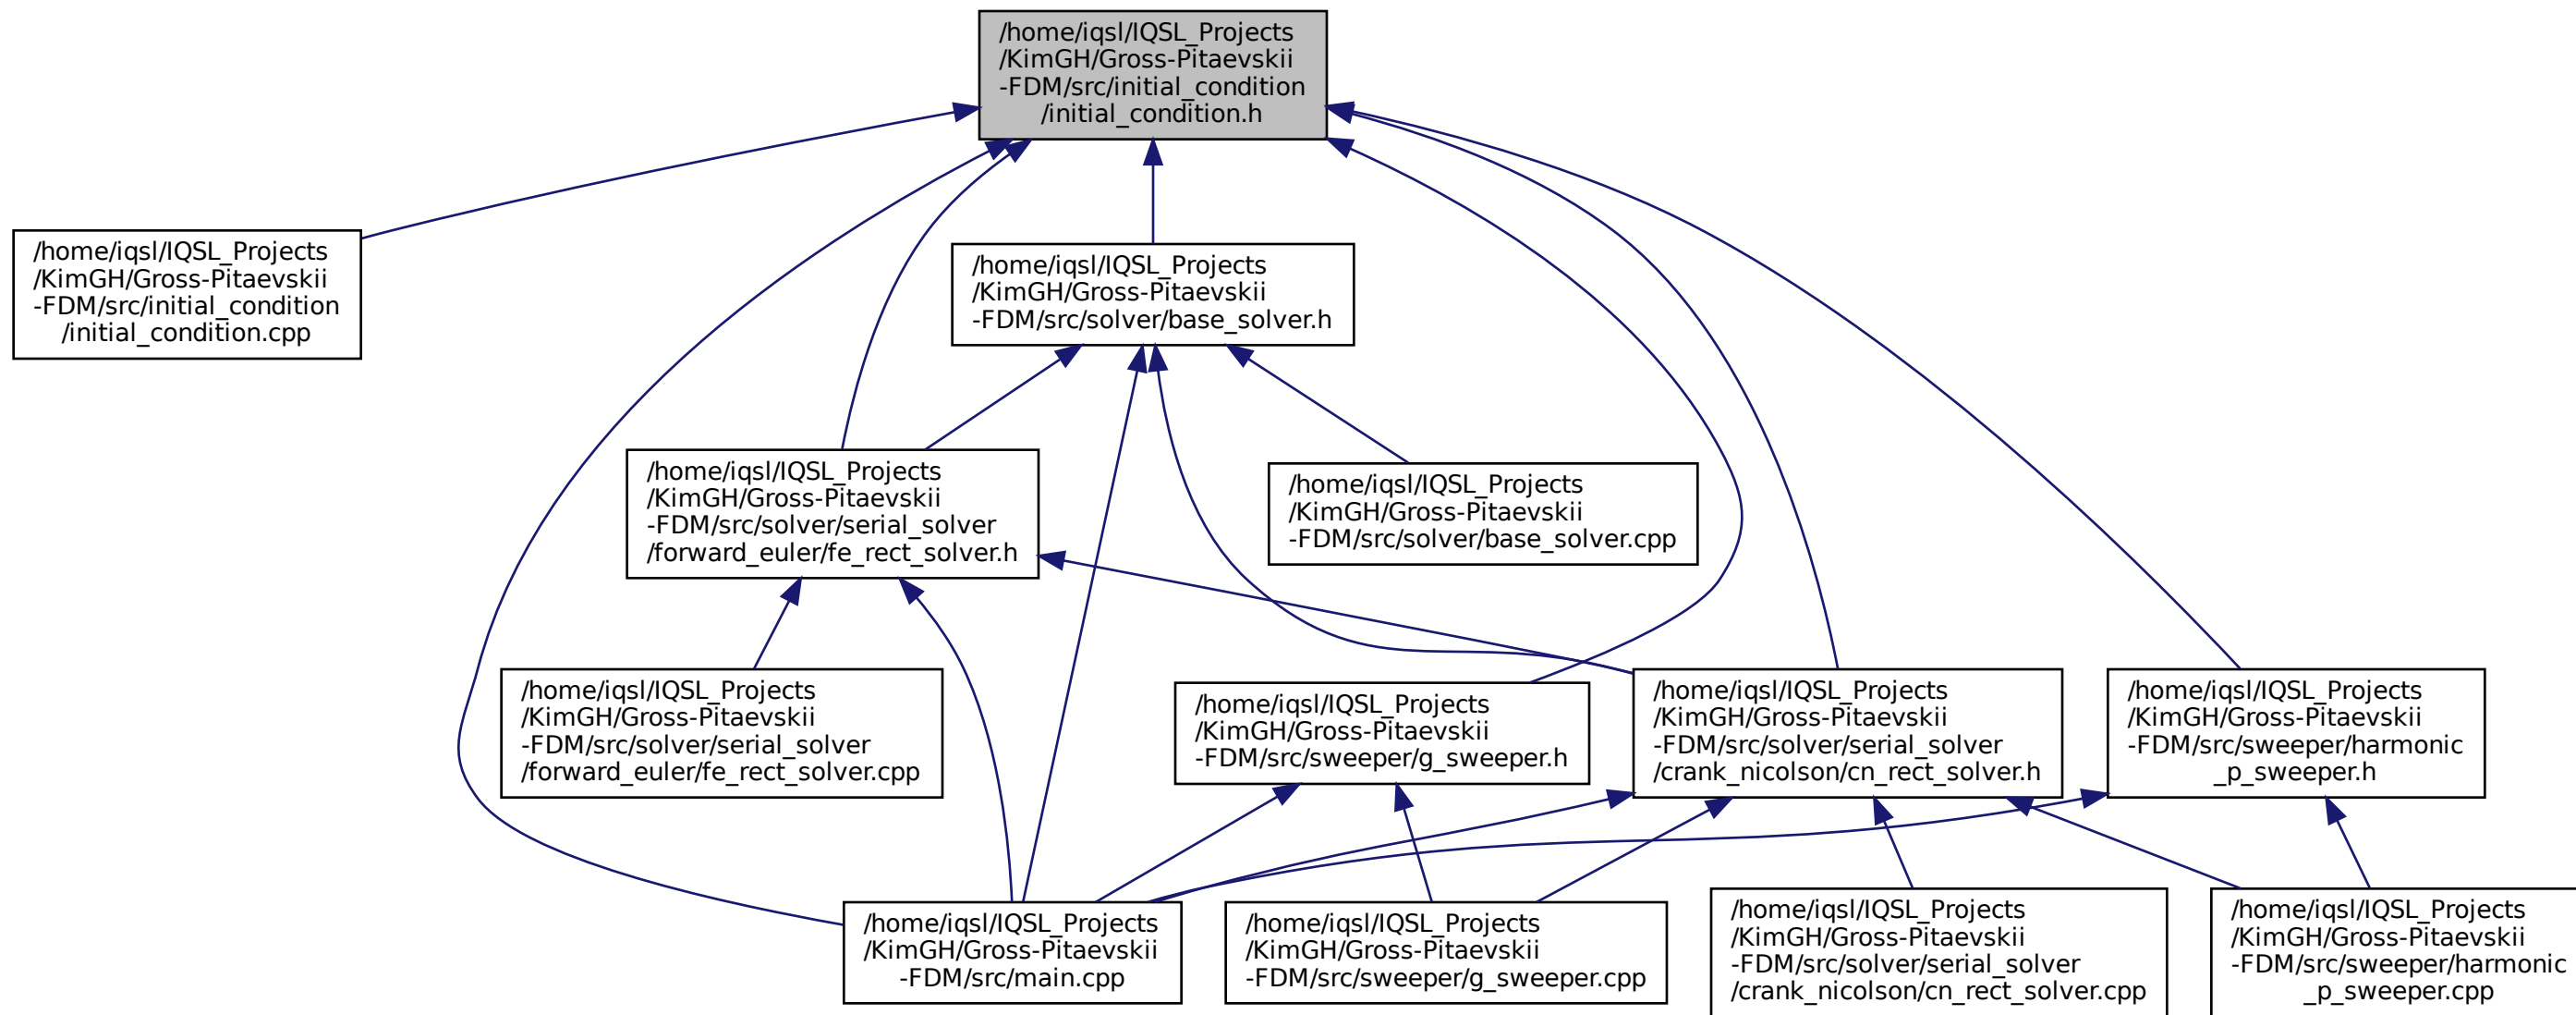 /home/iqsl/IQSL_Projects
/KimGH/Gross-Pitaevskii
-FDM/src/initial_condition
/initial_condition.h
/home/iqsl/IQSL_Projects
/KimGH/Gross-Pitaevskii
-FDM/src/initial_condition
/initial_condition.cpp
/home/iqsl/IQSL_Projects
/KimGH/Gross-Pitaevskii
-FDM/src/solver/base_solver.h
/home/iqsl/IQSL_Projects
/KimGH/Gross-Pitaevskii
-FDM/src/solver/serial_solver
/forward_euler/fe_rect_solver.h
/home/iqsl/IQSL_Projects
/KimGH/Gross-Pitaevskii
-FDM/src/solver/base_solver.cpp
/home/iqsl/IQSL_Projects
/KimGH/Gross-Pitaevskii
-FDM/src/solver/serial_solver
/forward_euler/fe_rect_solver.cpp
/home/iqsl/IQSL_Projects
/KimGH/Gross-Pitaevskii
-FDM/src/sweeper/g_sweeper.h
/home/iqsl/IQSL_Projects
/KimGH/Gross-Pitaevskii
-FDM/src/solver/serial_solver
/crank_nicolson/cn_rect_solver.h
/home/iqsl/IQSL_Projects
/KimGH/Gross-Pitaevskii
-FDM/src/sweeper/harmonic
_p_sweeper.h
/home/iqsl/IQSL_Projects
/KimGH/Gross-Pitaevskii
-FDM/src/main.cpp
/home/iqsl/IQSL_Projects
/KimGH/Gross-Pitaevskii
-FDM/src/sweeper/g_sweeper.cpp
/home/iqsl/IQSL_Projects
/KimGH/Gross-Pitaevskii
-FDM/src/solver/serial_solver
/crank_nicolson/cn_rect_solver.cpp
/home/iqsl/IQSL_Projects
/KimGH/Gross-Pitaevskii
-FDM/src/sweeper/harmonic
_p_sweeper.cpp